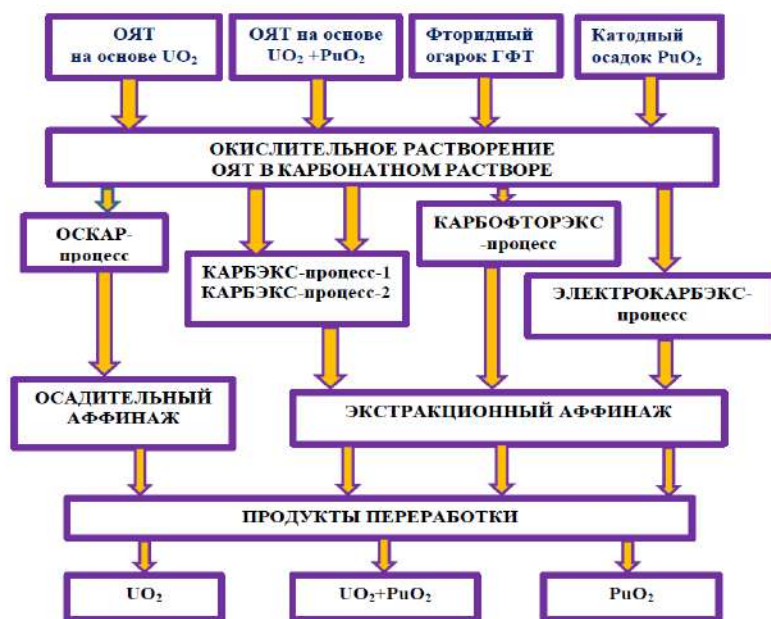 ОЯТ
на основе UO₂
ОЯТ на основе
UO₂ +PuO₂
Фторидный
огарок ГФТ
Катодный
осадок PuO₂
ОКИСЛИТЕЛЬНОЕ РАСТВОРЕНИЕ
ОЯТ В КАРБОНАТНОМ РАСТВОРЕ
ОСКАР-
процесс
КАРБЭКС-процесс-1
КАРБЭКС-процесс-2
КАРБОФТОРЭКС
-процесс
ЭЛЕКТРОКАРБЭКС-
процесс
ОСАДИТЕЛЬНЫЙ
АФФИНАЖ
ЭКСТРАКЦИОННЫЙ АФФИНАЖ
ПРОДУКТЫ ПЕРЕРАБОТКИ
UO₂
UO₂+PuO₂
PuO₂